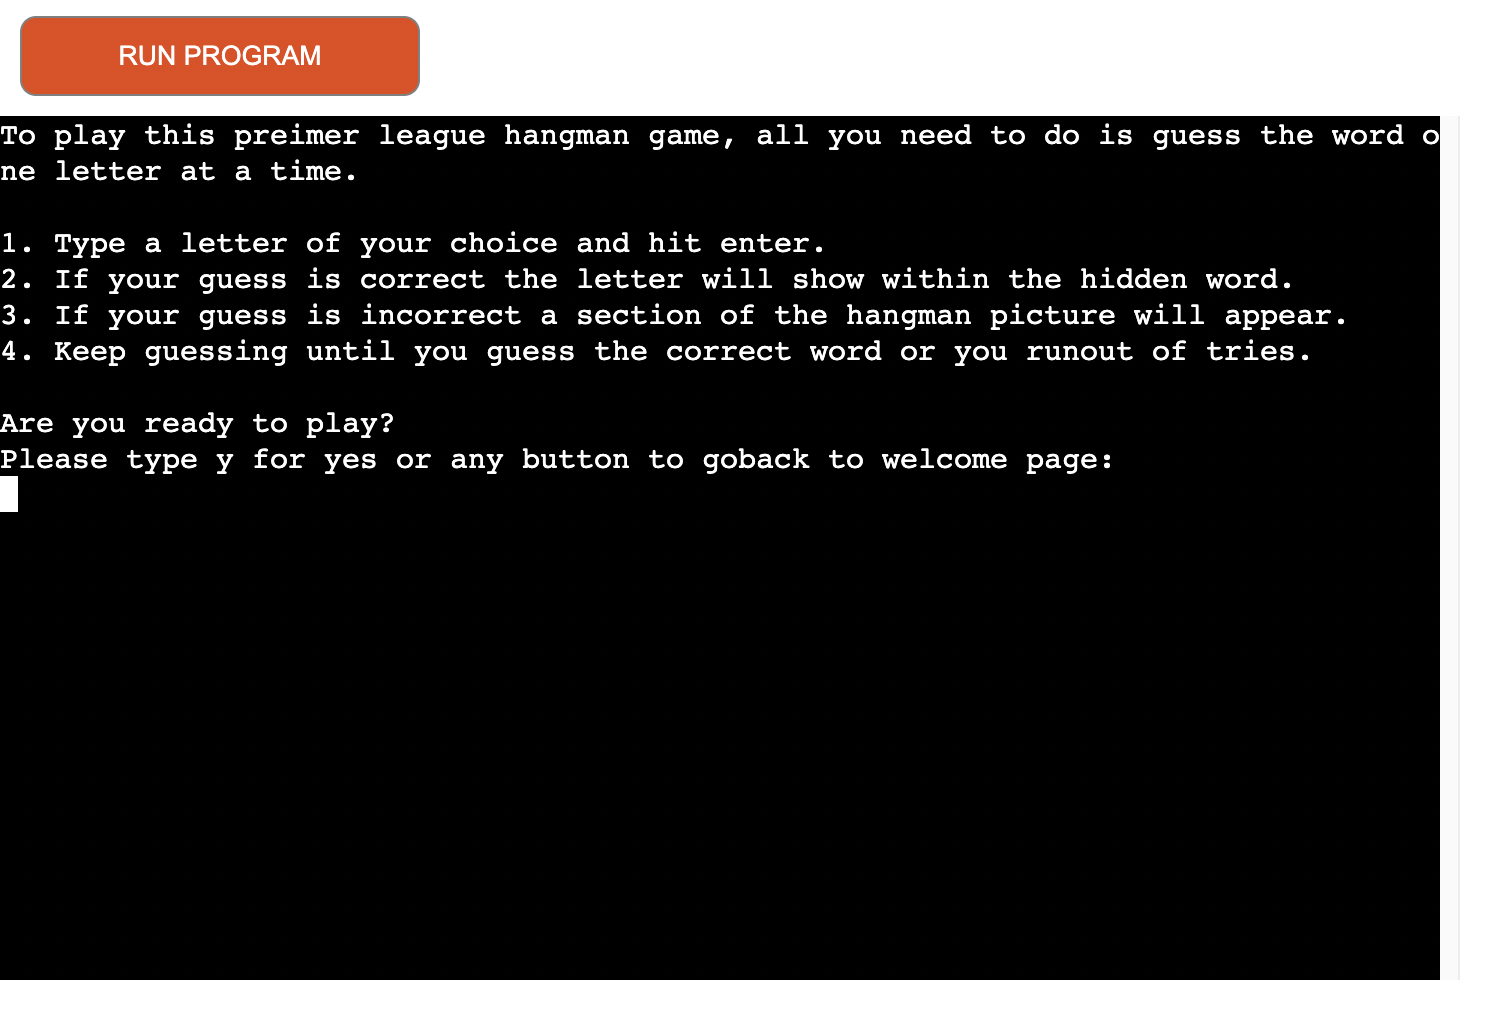 RUN PROGRAM
To play this preimer league hangman game, all you need to do is guess the word o
ne letter at a time.
1. Type a letter of your choice and hit enter.
2. If your guess is correct the letter will show within the hidden word.
3. If your guess is incorrect a section of the hangman picture will appear.
4. Keep guessing until you guess the correct word or you runout of tries.
Are you ready to play?
Please type y for yes or any button to goback to welcome page: